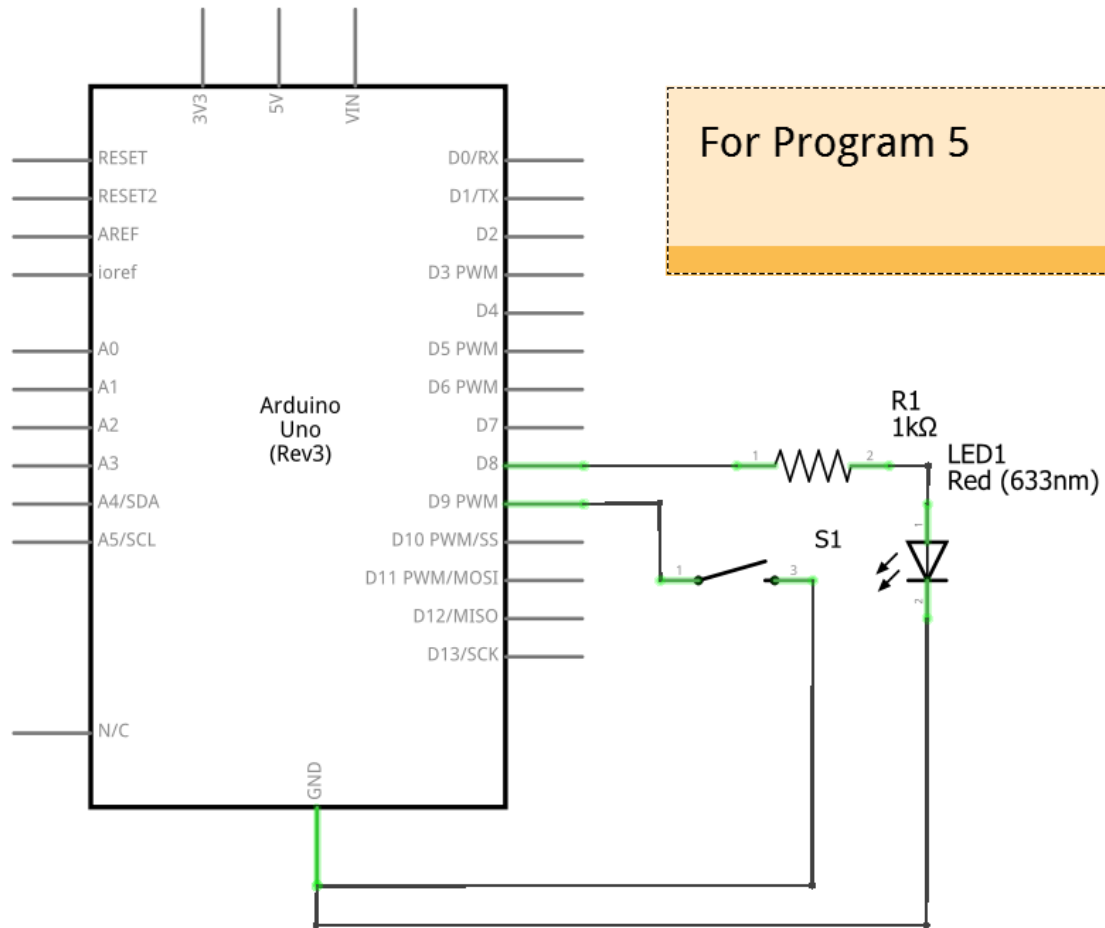 3V3
5V
VIN
RESET
RESET2
AREF
ioref
A0
A1
A2
A3
A4/SDA
A5/SCL
N/C
Arduino
Uno
(Rev3)
D0/RX
D1/TX
D2
D3 PWM
D4
D5 PWM
D6 PWM
D7
D8
D9 PWM
D10 PWM/SS
D11 PWM/MOSI
D12/MISO
D13/SCK
GND
For Program 5
R1
1kΩ
1
2
LED1
Red (633nm)
1
2
S1
1
3